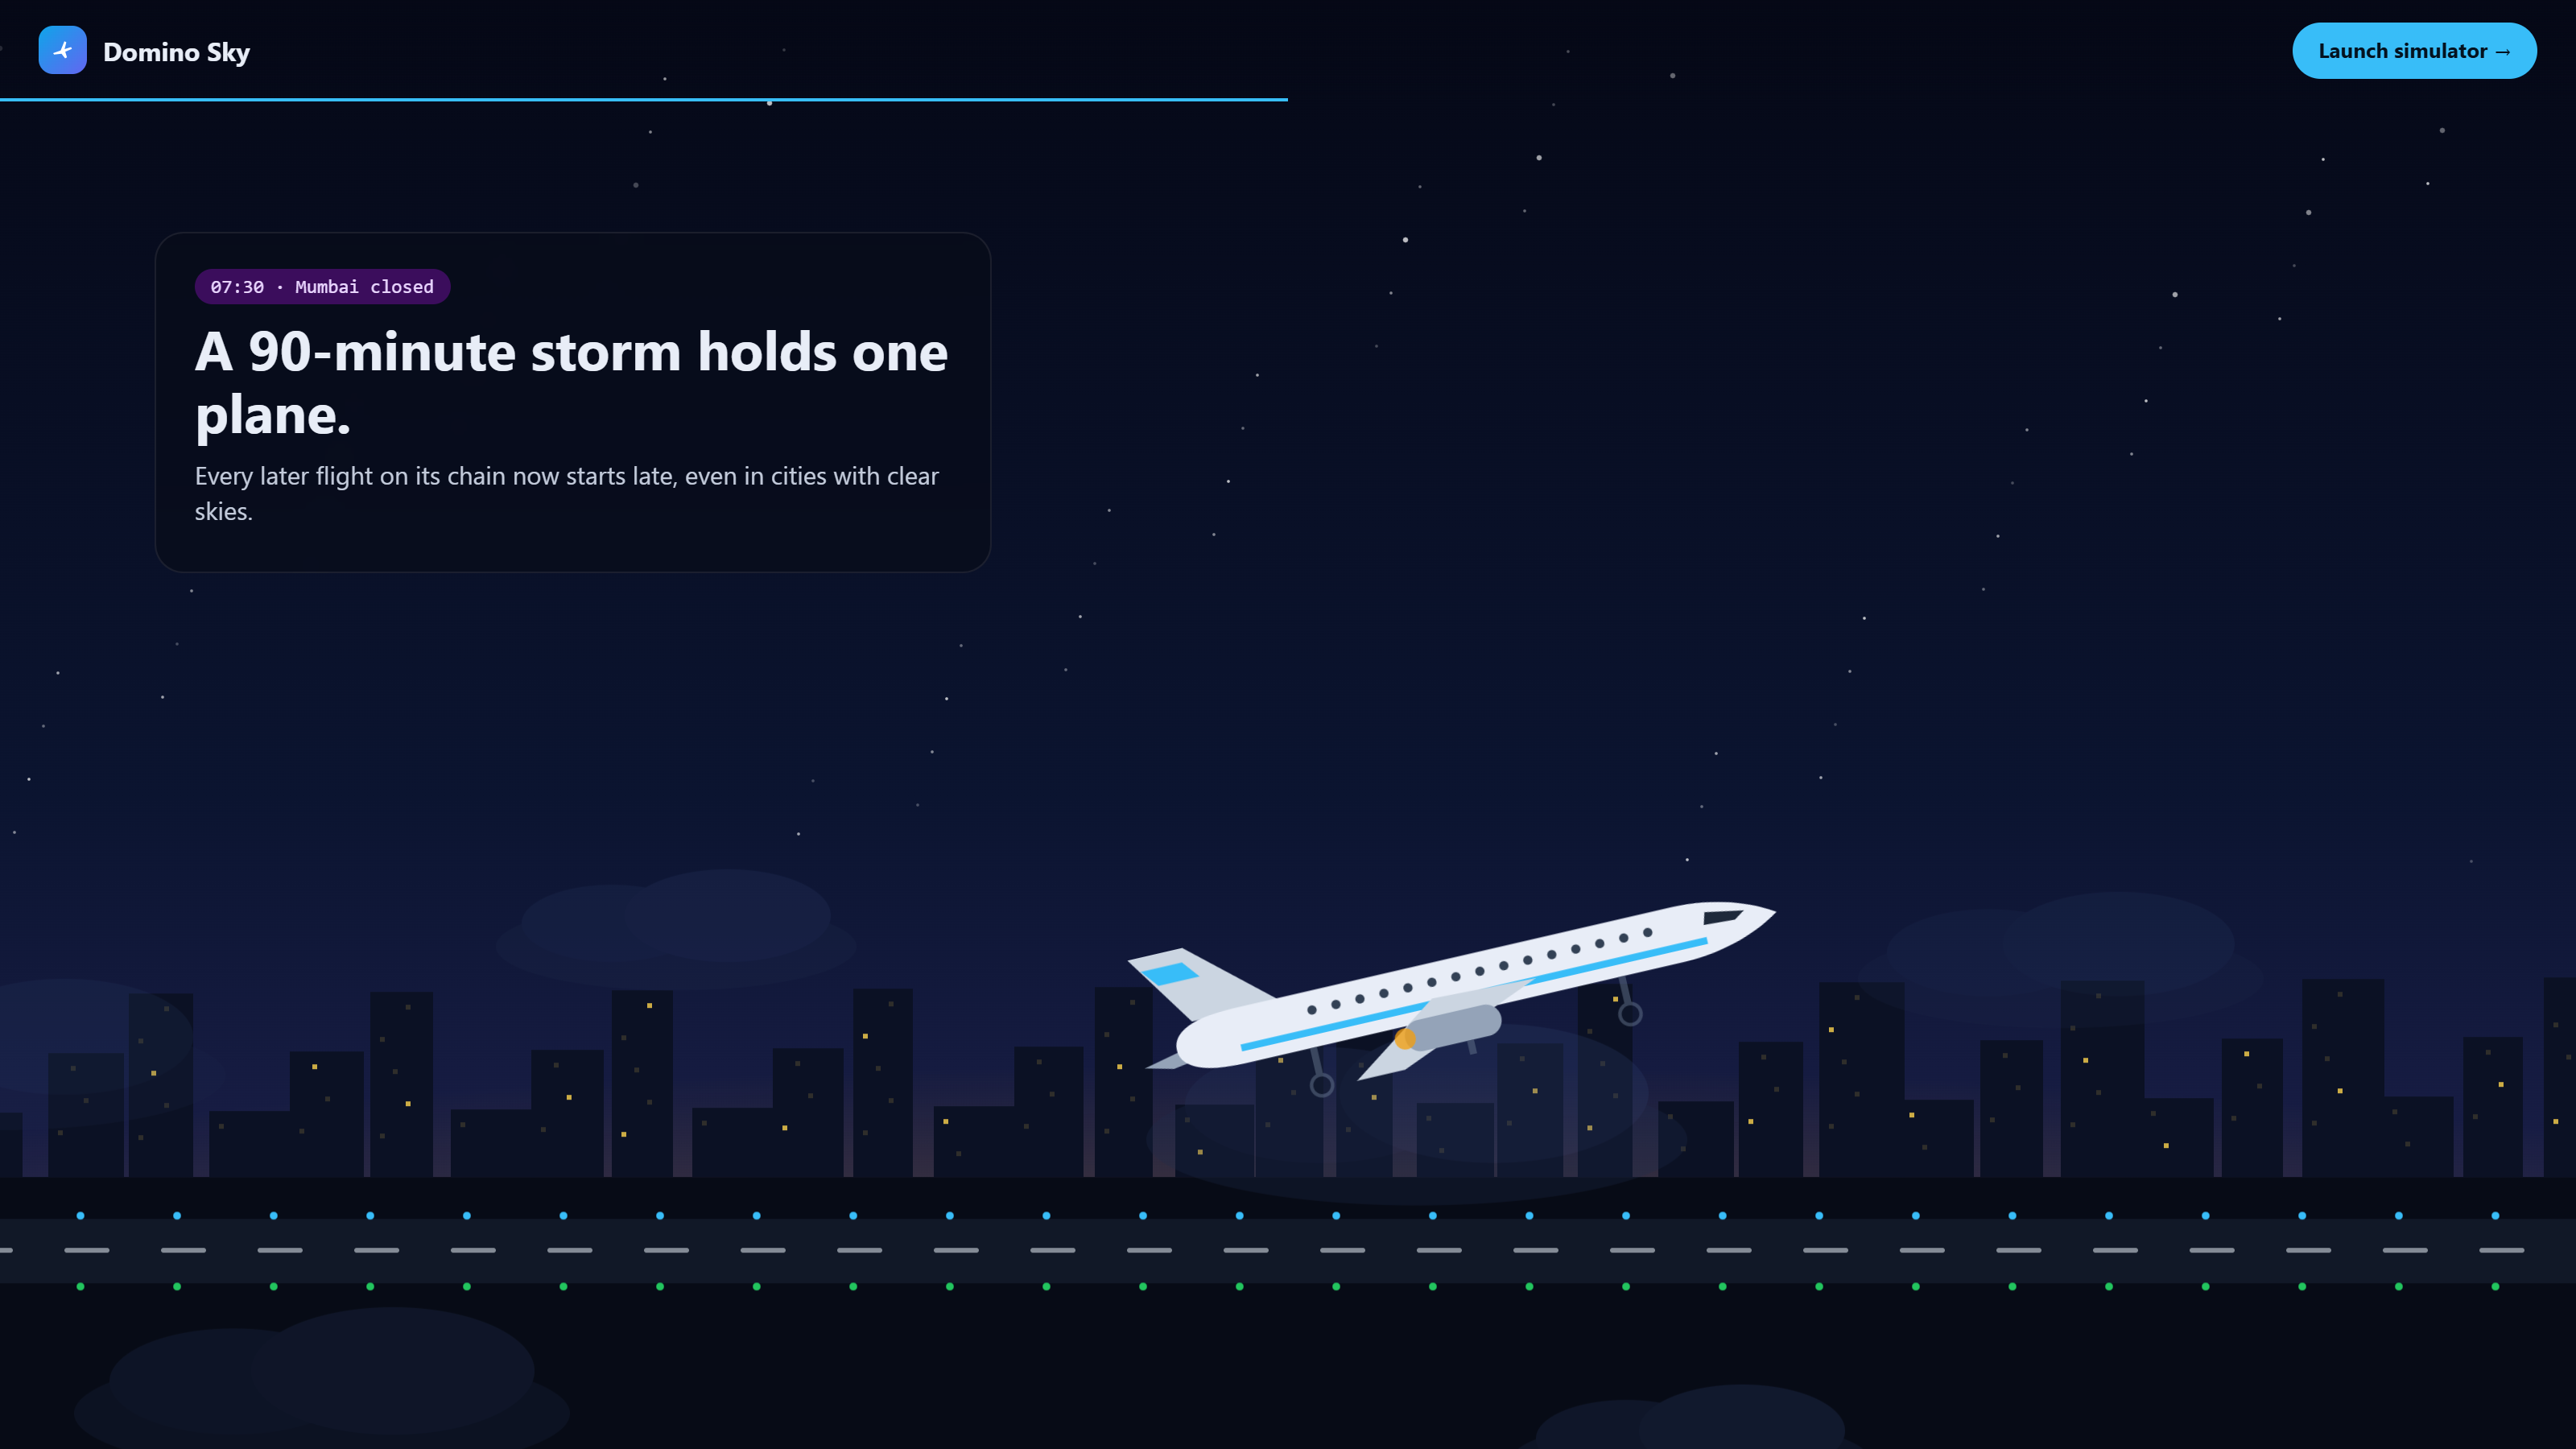 Domino Sky
Launch simulator →
07:30 · Mumbai closed
A 90-minute storm holds one
plane.
Every later flight on its chain now starts late, even in cities with clear
skies.